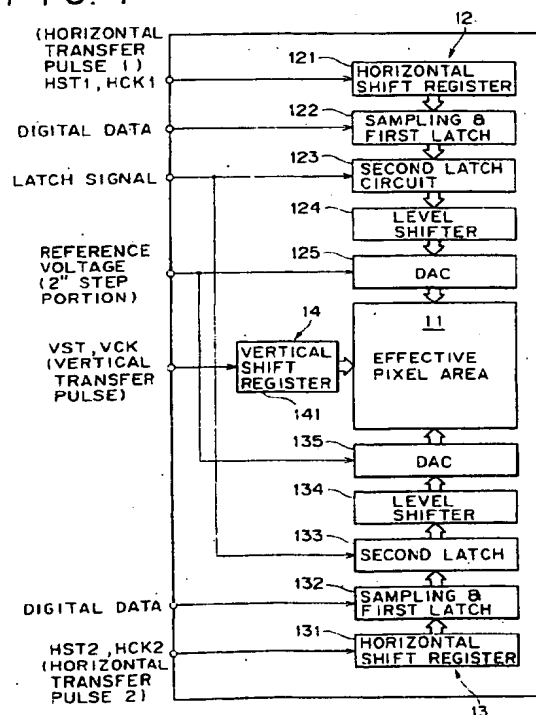 (HORIZONTAL
TRANSFER
PULSE 1)
HST1, HCK1
12
121
HORIZONTAL
SHIFT REGISTER
122
DIGITAL DATA
SAMPLING &
FIRST LATCH
123
LATCH SIGNAL
SECOND LATCH
CIRCUIT
124
LEVEL
SHIFTER
REFERENCE
VOLTAGE
(2" STEP
PORTION)
125
DAC
14
11
VST, VCK
(VERTICAL
TRANSFER
PULSE)
VERTICAL
SHIFT
REGISTER
141
EFFECTIVE
PIXEL AREA
135
DAC
134
LEVEL
SHIFTER
133
SECOND LATCH
132
DIGITAL DATA
SAMPLING &
FIRST LATCH
131
HST2, HCK2
(HORIZONTAL
TRANSFER
PULSE 2)
HORIZONTAL
SHIFT REGISTER
13